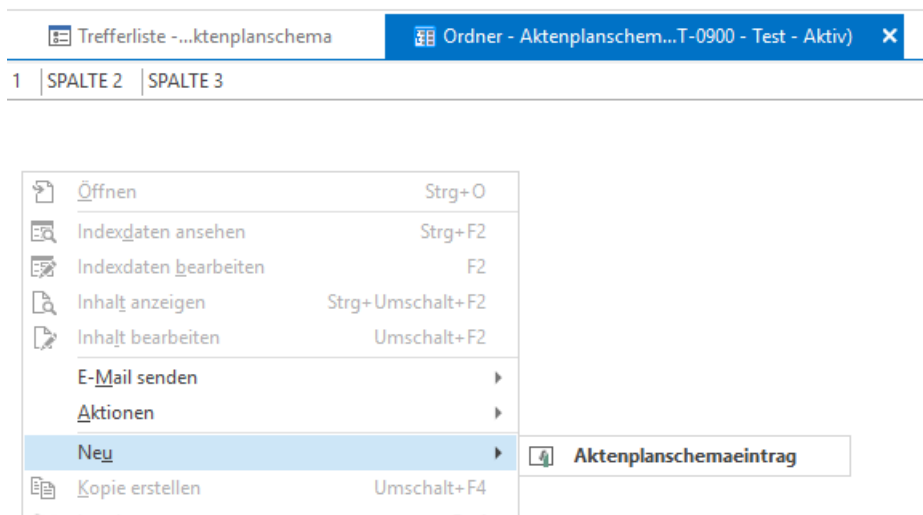 Trefferliste -...ktenplanschema Ordner - Aktenplanschem...T-0900 - Test - Aktiv)
1 SPALTE 2 SPALTE 3
Öffnen Strg+O
Indexdaten ansehen Strg+F2
Indexdaten bearbeiten F2
Inhalt anzeigen Strg+Umschalt+F2
Inhalt bearbeiten Umschalt+F2
E-Mail senden
Aktionen
Neu Aktenplanschemaeintrag
Kopie erstellen Umschalt+F4